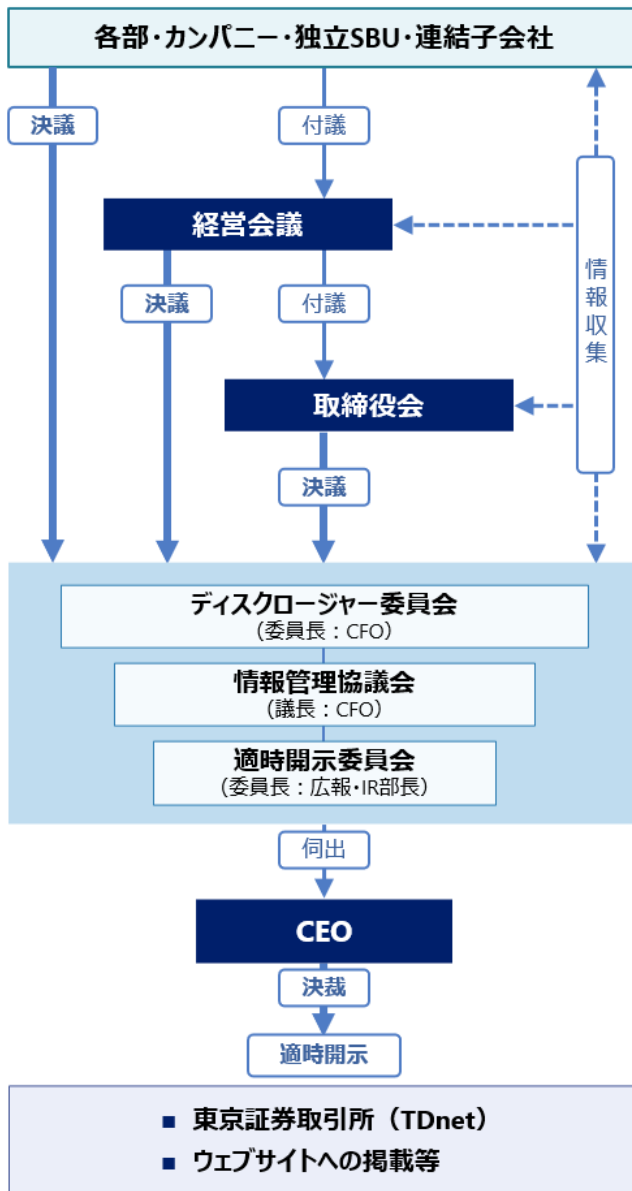 各部・カンパニー・独立SBU・連結子会社
決議
付議
経営会議
情報収集
決議
付議
取締役会
決議
ディスクロージャー委員会
(委員長：CFO)
情報管理協議会
(議長：CFO)
適時開示委員会
(委員長：広報・IR部長)
伺出
CEO
決裁
適時開示
■ 東京証券取引所（TDnet）
■ ウェブサイトへの掲載等